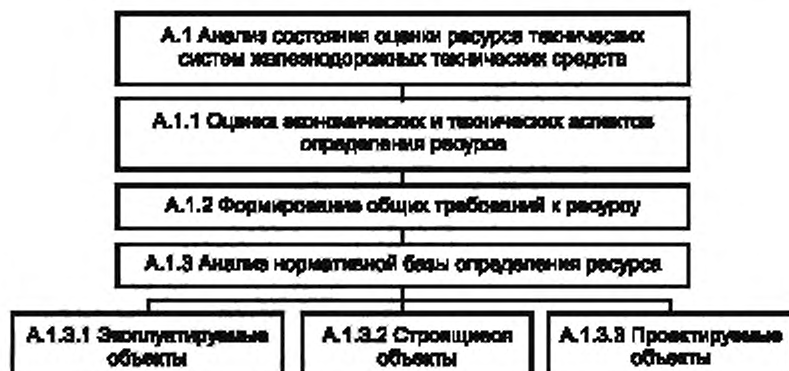 А.1 Анализ состояния оценки ресурса технических
систем железнодорожных технических средств
А.1.1 Оценка экономических и технических аспектов
определения ресурса
А.1.2 Формирование общих требований к ресурсу
А.1.3 Анализ нормативной базы определения ресурса
А.1.3.1 Эксплуатируемые
объекты
А.1.3.2 Строящиеся
объекты
А.1.3.3 Проектируемые
объекты